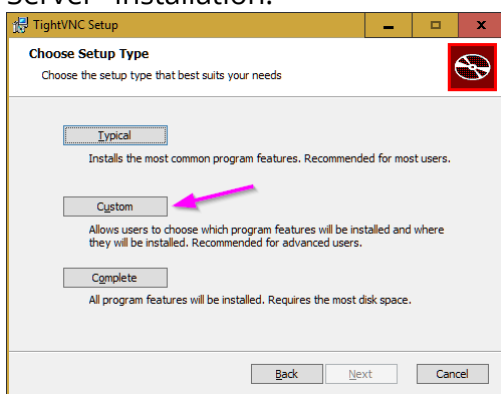 Server" Installation.
TightVNC Setup
Choose Setup Type
Choose the setup type that best suits your needs
Typical
Installs the most common program features. Recommended for most users.
Custom
Allows users to choose which program features will be installed and where
they will be installed. Recommended for advanced users.
Complete
All program features will be installed. Requires the most disk space.
Back Next Cancel